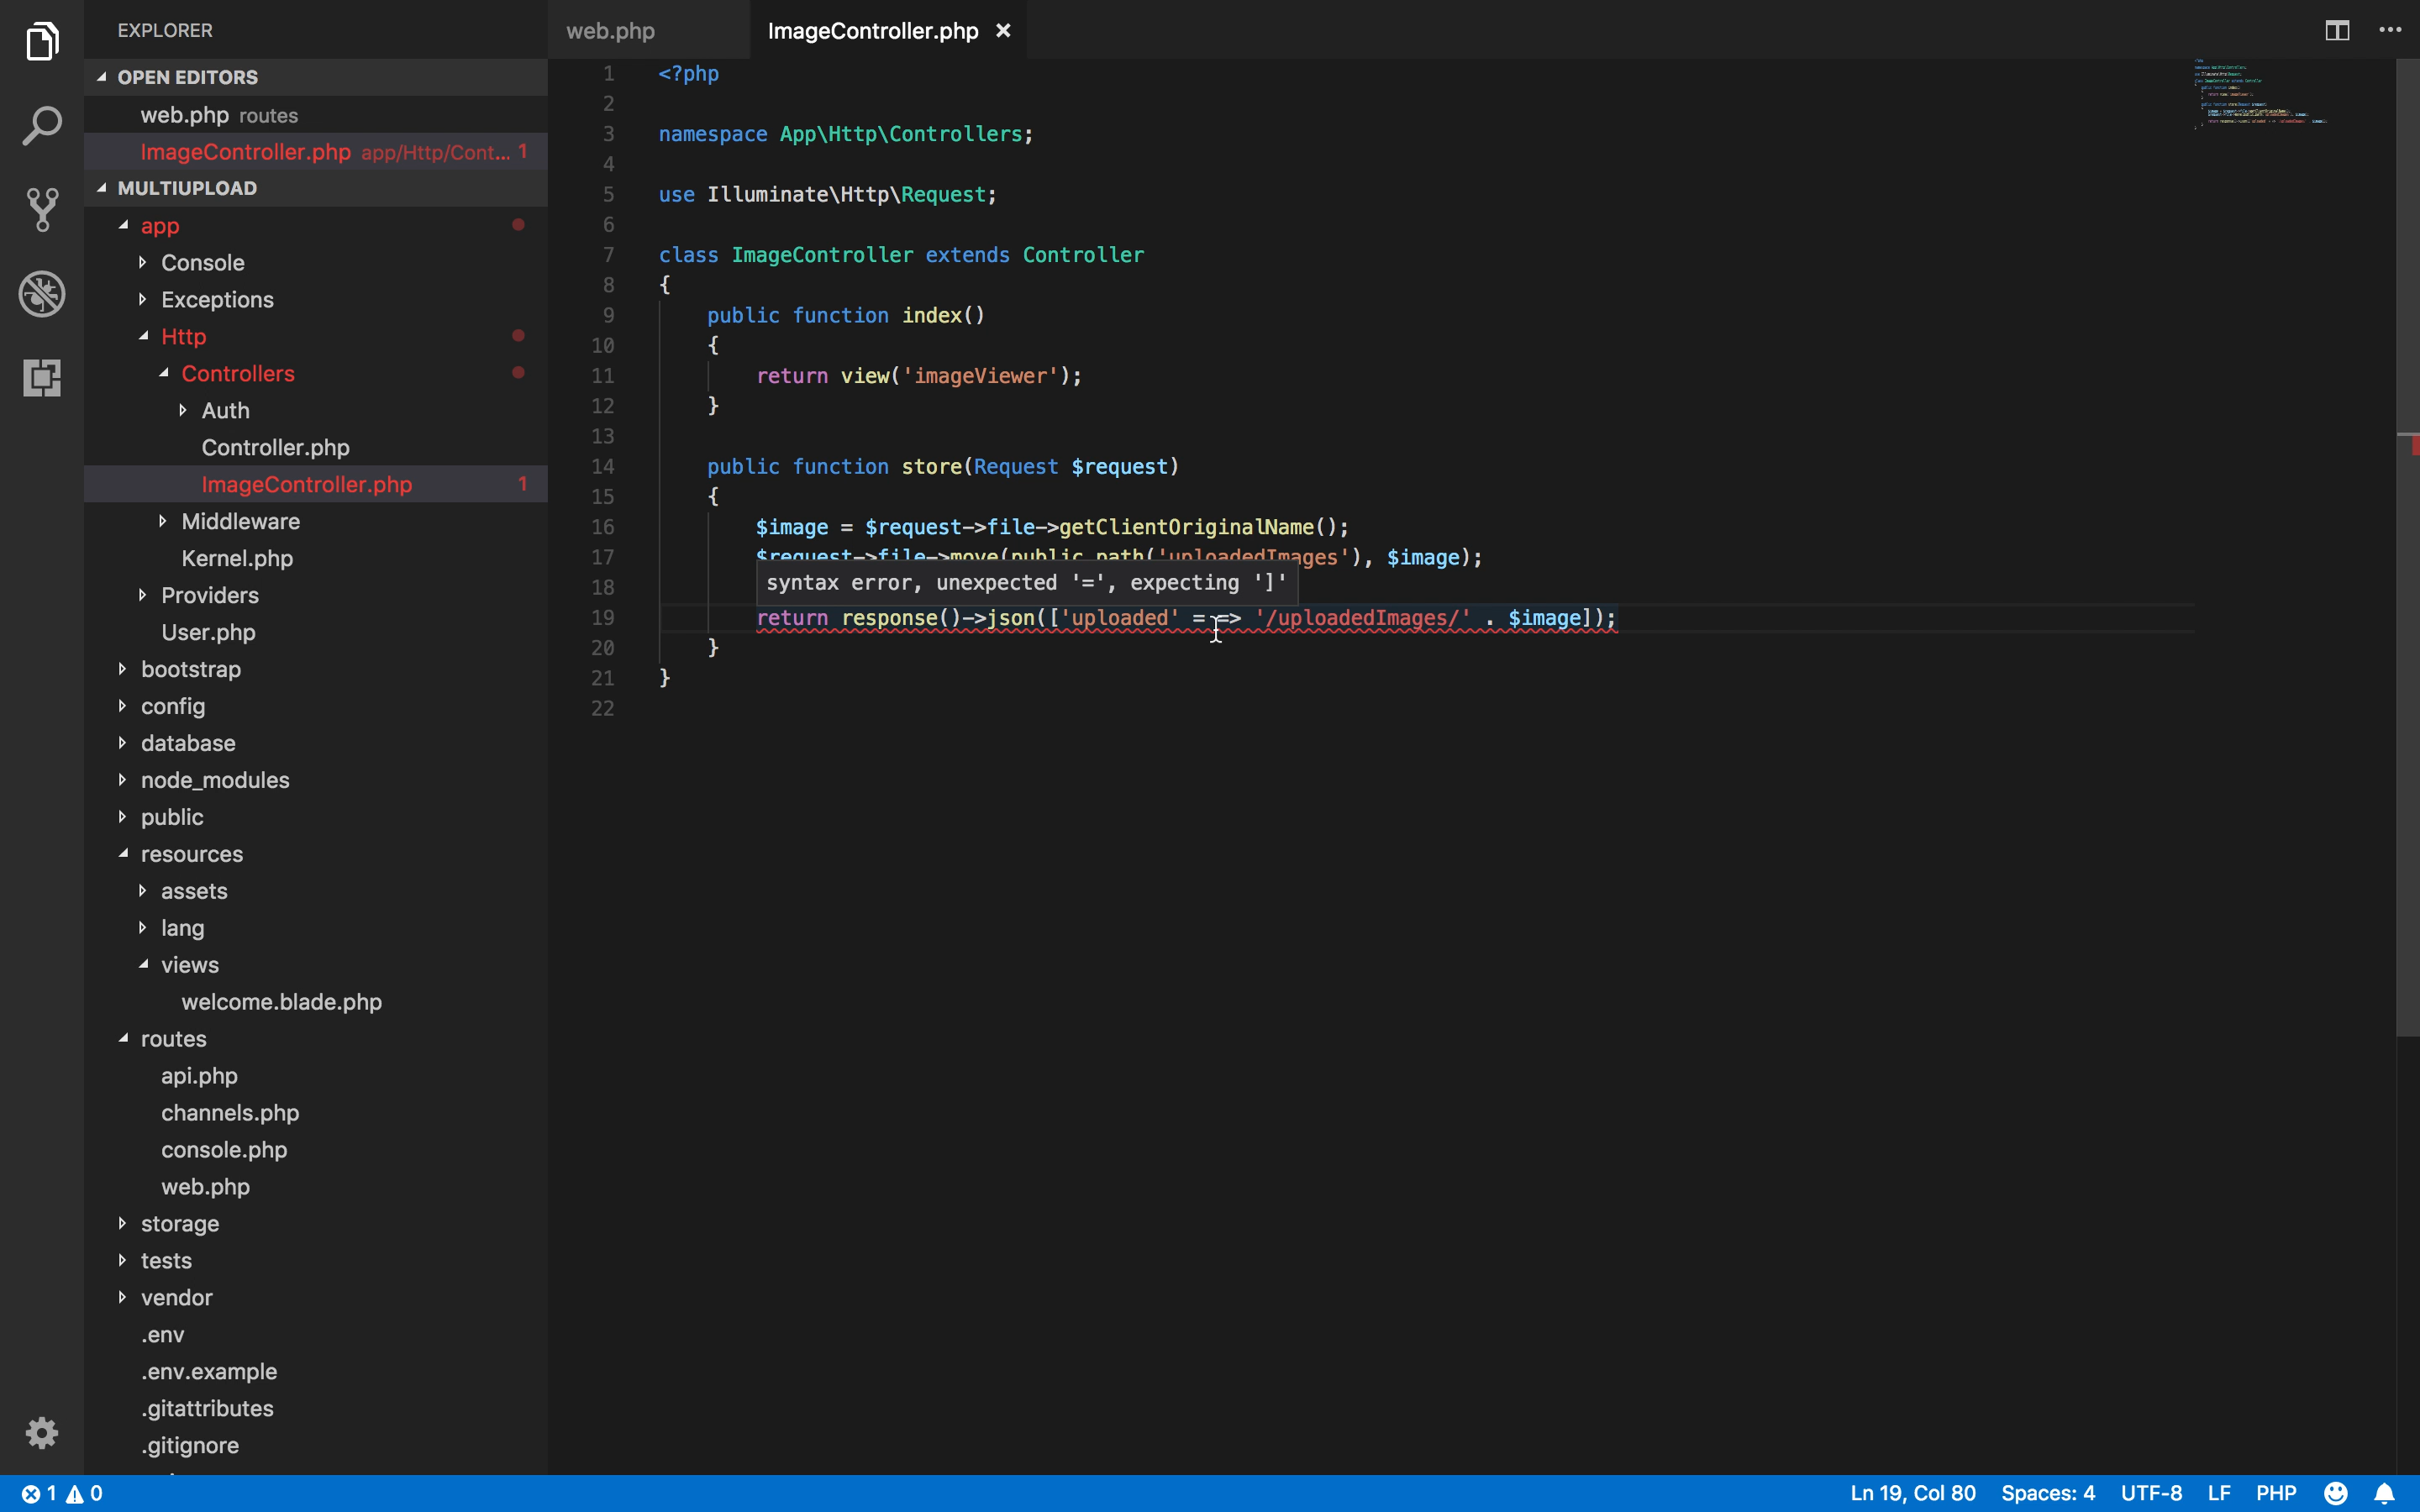 EXPLORER
OPEN EDITORS
web.php routes
ImageController.php app/Http/Cont... 1
MULTIUPLOAD
app
Console
Exceptions
Http
Controllers
Auth
Controller.php
ImageController.php 1
Middleware
Kernel.php
Providers
User.php
bootstrap
config
database
node_modules
public
resources
assets
lang
views
welcome.blade.php
routes
api.php
channels.php
console.php
web.php
storage
tests
vendor
.env
.env.example
.gitattributes
.gitignore
web.php ImageController.php
1 <?php
2
3 namespace App\Http\Controllers;
4
5 use Illuminate\Http\Request;
6
7 class ImageController extends Controller
8 {
9 public function index()
10 {
11 return view('imageViewer');
12 }
13
14 public function store(Request $request)
15 {
16 $image = $request->file->getClientOriginalName();
17 $request->file->move(public_path('uploadedImages'), $image);
18
syntax error, unexpected '=', expecting ']'
19 return response()->json(['uploaded' = => '/uploadedImages/' . $image]);
20 }
21 }
22
1 0 Ln 19, Col 80 Spaces: 4 UTF-8 LF PHP